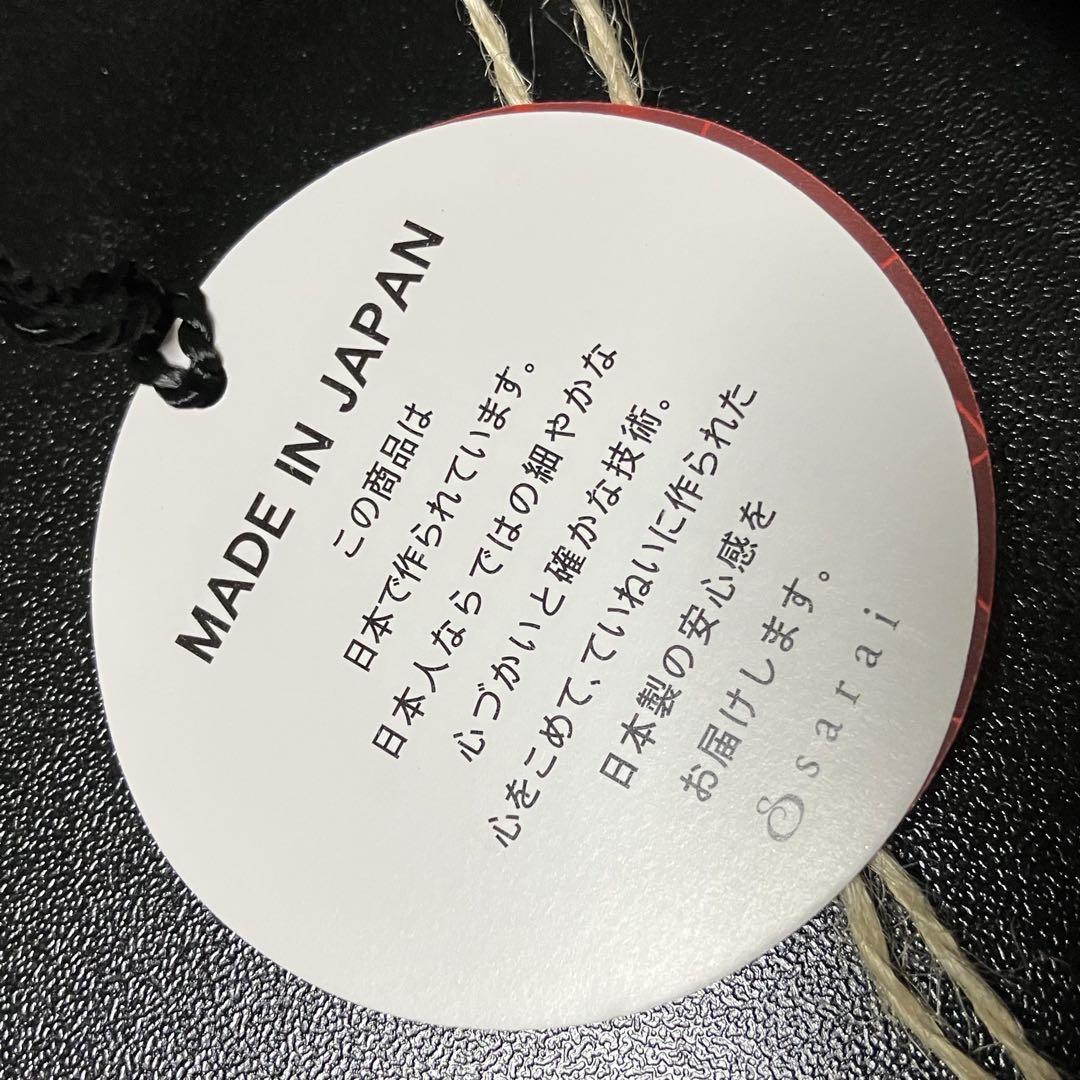 MADE IN JAPAN
この商品は
日本で作られています。
日本人ならではの細やかな
心づかいと確かな技術。
心をこめて、ていねいに作られた
日本製の安心感を
お届けします。
Osarai